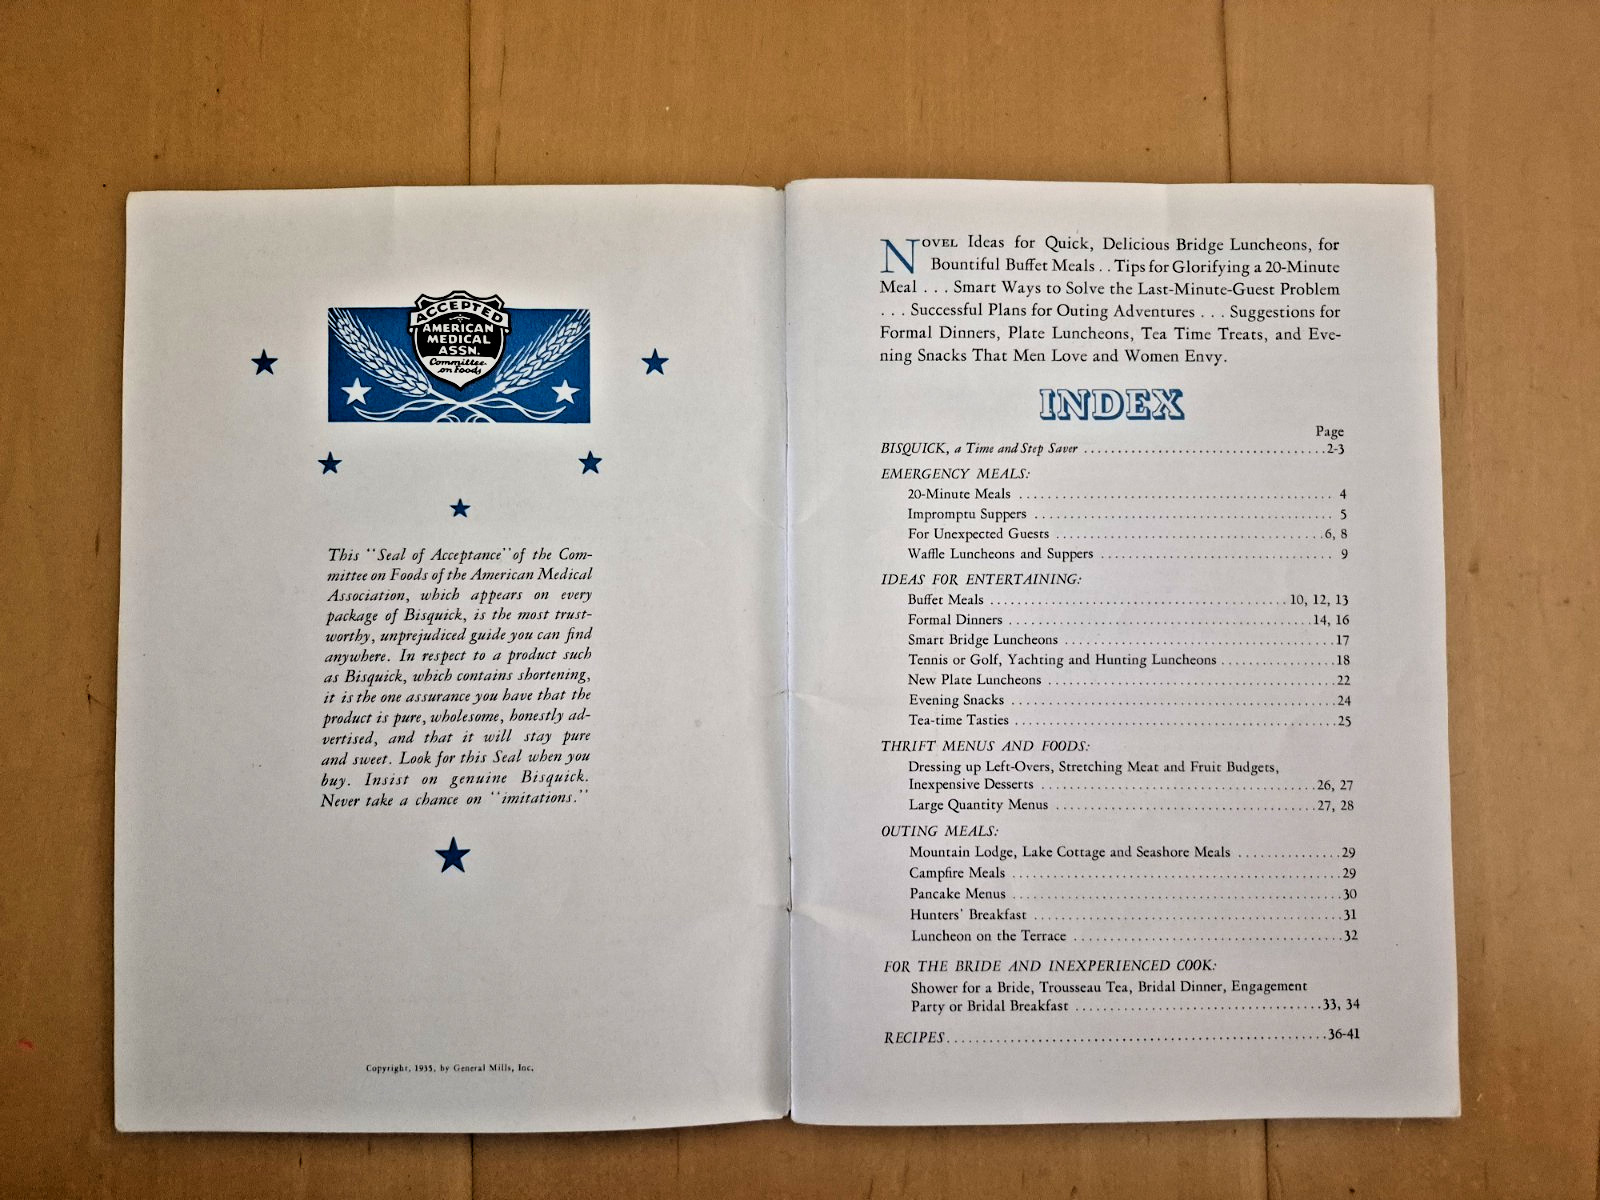 ACCEPTED
AMERICAN
MEDICAL
ASSN.
Committee
on Foods
This "Seal of Acceptance" of the Com-
mittee on Foods of the American Medical
Association, which appears on every
package of Bisquick, is the most trust-
worthy, unprejudiced guide you can find
anywhere. In respect to a product such
as Bisquick, which contains shortening,
it is the one assurance you have that the
product is pure, wholesome, honestly ad-
vertised, and that it will stay pure
and sweet. Look for this Seal when you
buy. Insist on genuine Bisquick.
Never take a chance on "imitations."
Copyright, 1935, by General Mills, Inc.
NOVEL Ideas for Quick, Delicious Bridge Luncheons, for
Bountiful Buffet Meals . . Tips for Glorifying a 20-Minute
Meal . . . Smart Ways to Solve the Last-Minute-Guest Problem
. . . Successful Plans for Outing Adventures . . . Suggestions for
Formal Dinners, Plate Luncheons, Tea Time Treats, and Eve-
ning Snacks That Men Love and Women Envy.
INDEX
Page
BISQUICK, a Time and Step Saver ..... 2-3
EMERGENCY MEALS:
20-Minute Meals ..... 4
Impromptu Suppers ..... 5
For Unexpected Guests ..... 6, 8
Waffle Luncheons and Suppers ..... 9
IDEAS FOR ENTERTAINING:
Buffet Meals ..... 10, 12, 13
Formal Dinners ..... 14, 16
Smart Bridge Luncheons ..... 17
Tennis or Golf, Yachting and Hunting Luncheons ..... 18
New Plate Luncheons ..... 22
Evening Snacks ..... 24
Tea-time Tasties ..... 25
THRIFT MENUS AND FOODS:
Dressing up Left-Overs, Stretching Meat and Fruit Budgets,
Inexpensive Desserts ..... 26, 27
Large Quantity Menus ..... 27, 28
OUTING MEALS:
Mountain Lodge, Lake Cottage and Seashore Meals ..... 29
Campfire Meals ..... 29
Pancake Menus ..... 30
Hunters' Breakfast ..... 31
Luncheon on the Terrace ..... 32
FOR THE BRIDE AND INEXPERIENCED COOK:
Shower for a Bride, Trousseau Tea, Bridal Dinner, Engagement
Party or Bridal Breakfast ..... 33, 34
RECIPES ..... 36-41